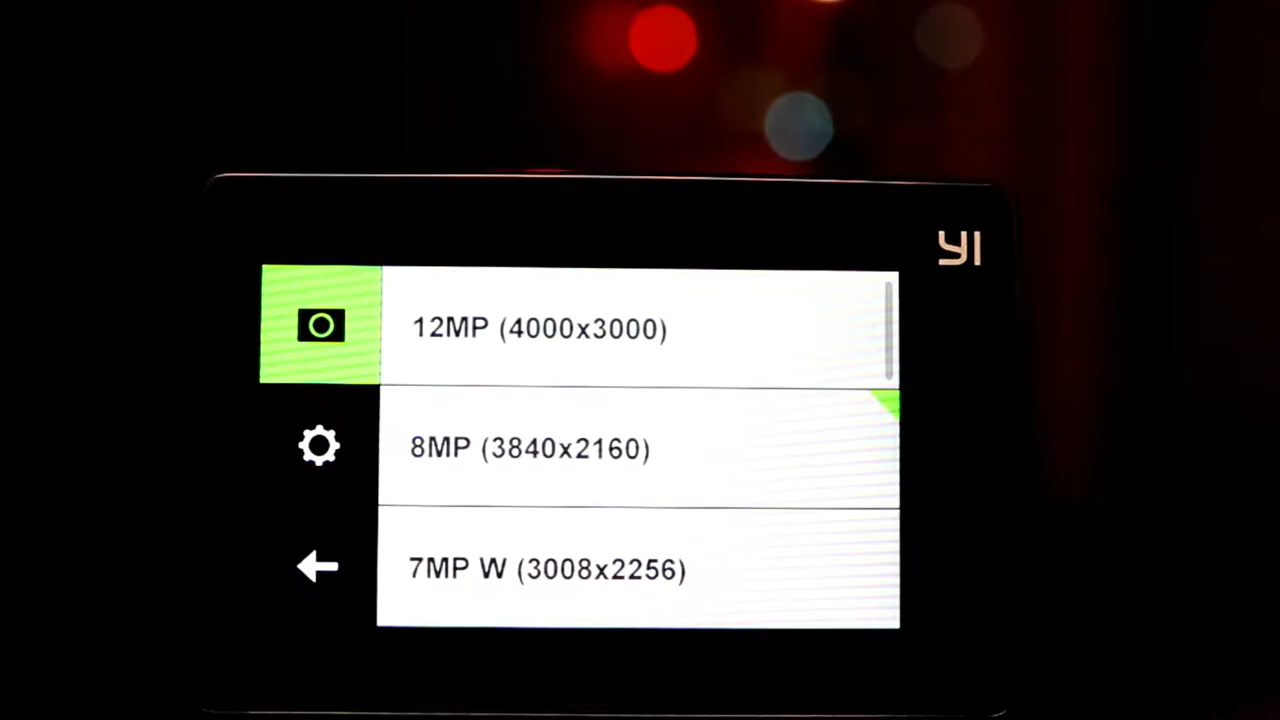 YI
12MP (4000x3000)
8MP (3840x2160)
7MP W (3008x2256)